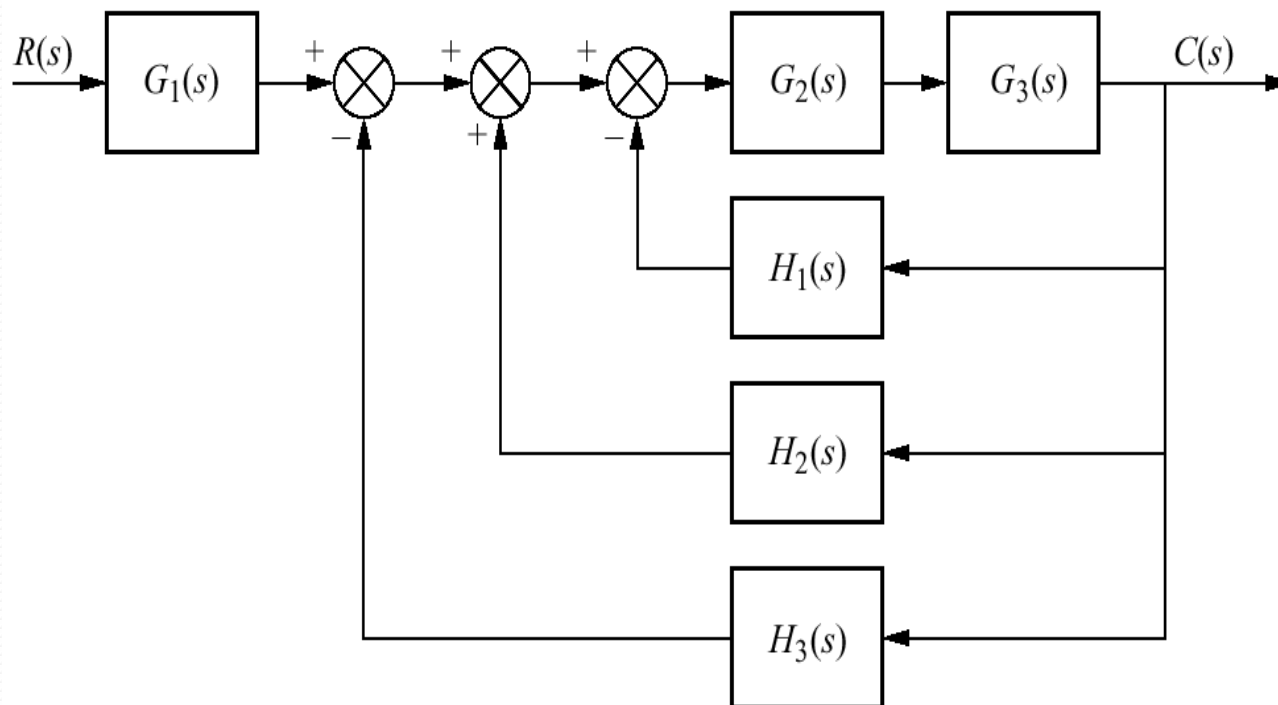 R(s)
G₁(s)
+
+
+
G₂(s)
G₃(s)
C(s)
−
+
−
H₁(s)
H₂(s)
H₃(s)